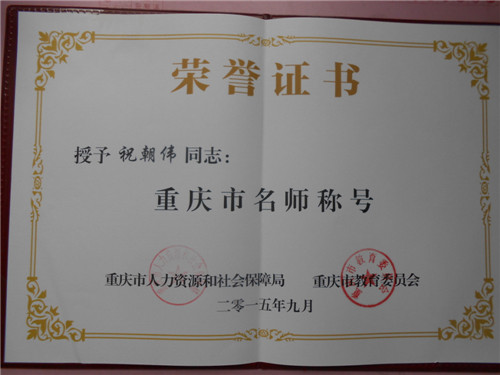 荣誉证书
授予 祝朝伟 同志：
重庆市名师称号
重庆市人力资源和社会保障局 重庆市教育委员会
二〇一五年九月